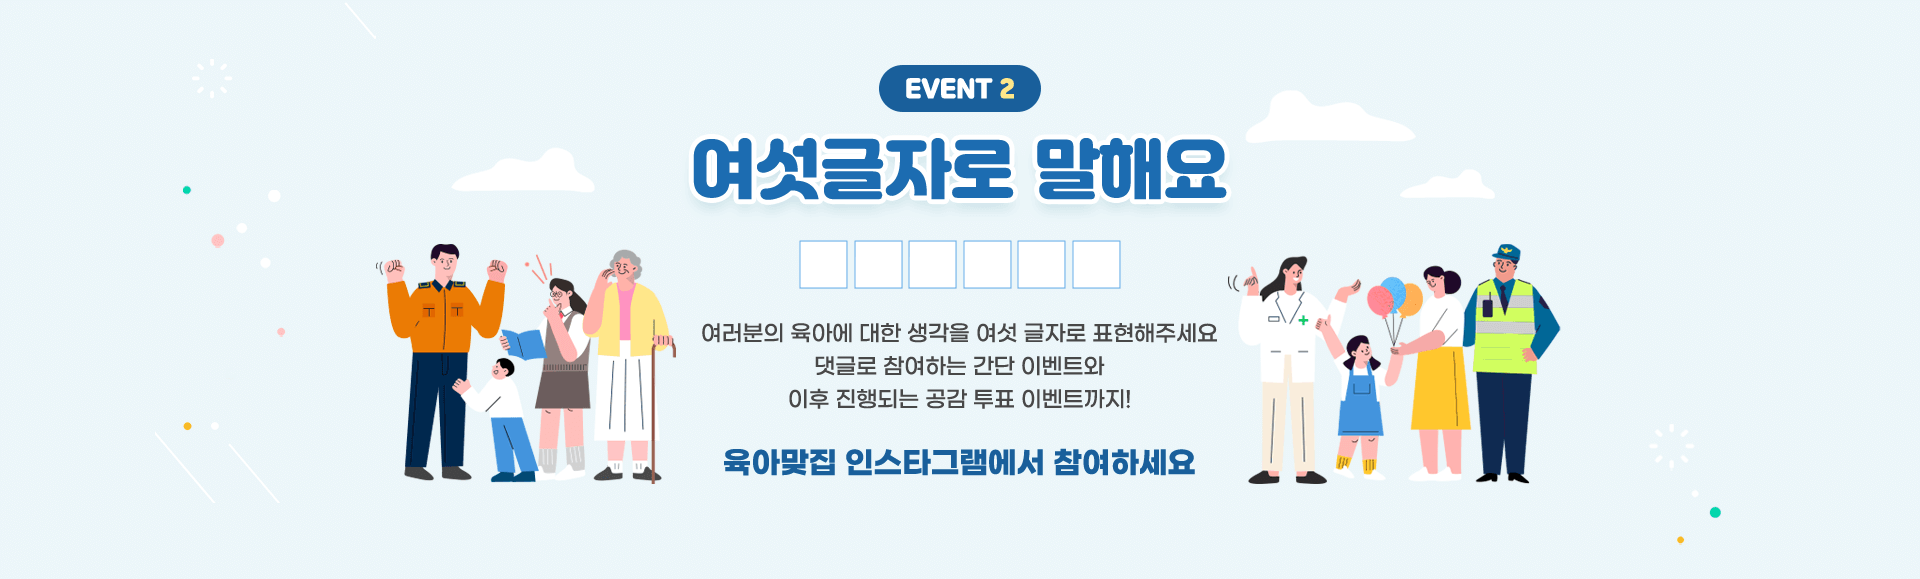 EVENT 2
여섯글자로 말해요
여러분의 육아에 대한 생각을 여섯 글자로 표현해주세요
댓글로 참여하는 간단 이벤트와
이후 진행되는 공감 투표 이벤트까지!
육아맞집 인스타그램에서 참여하세요